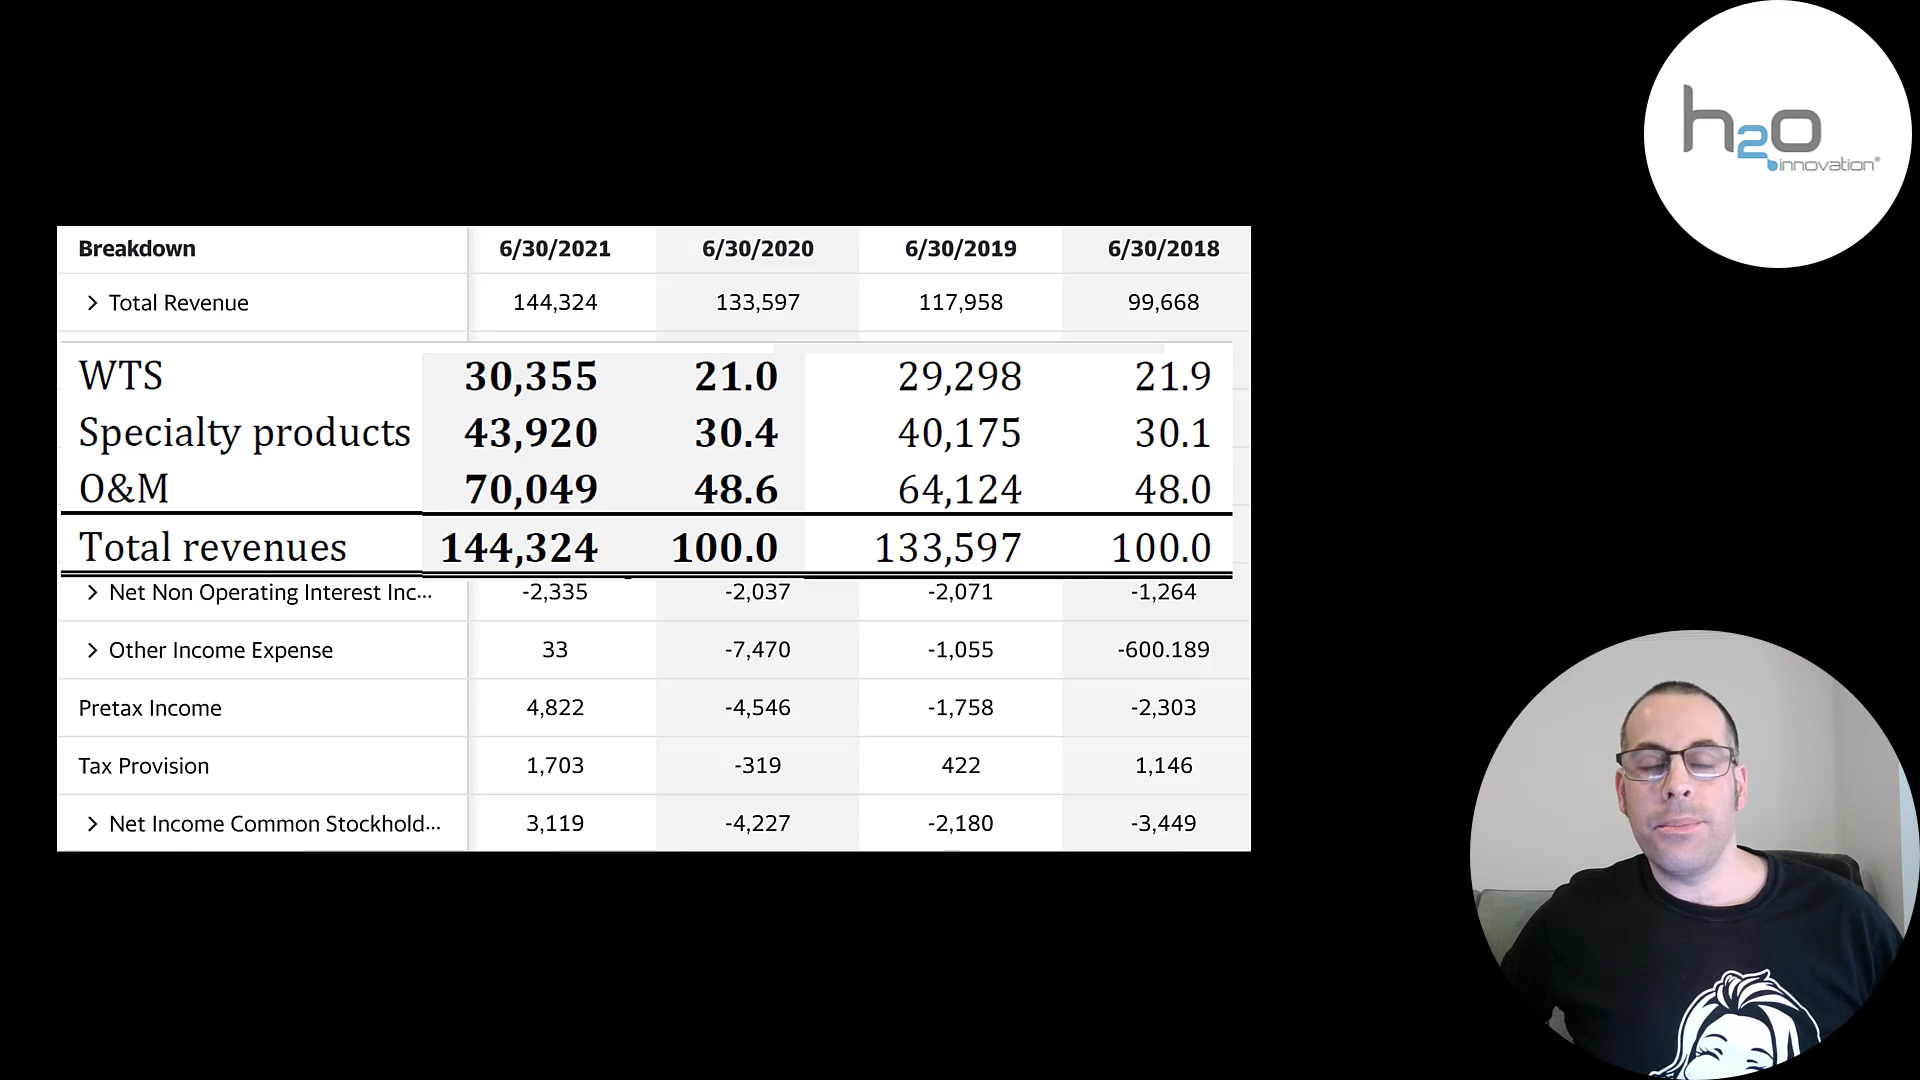 h2o
innovation®
Breakdown 6/30/2021 6/30/2020 6/30/2019 6/30/2018
Total Revenue 144,324 133,597 117,958 99,668
WTS 30,355 21.0 29,298 21.9
Specialty products 43,920 30.4 40,175 30.1
O&M 70,049 48.6 64,124 48.0
Total revenues 144,324 100.0 133,597 100.0
Net Non Operating Interest Inc... -2,335 -2,037 -2,071 -1,264
Other Income Expense 33 -7,470 -1,055 -600.189
Pretax Income 4,822 -4,546 -1,758 -2,303
Tax Provision 1,703 -319 422 1,146
Net Income Common Stockhold... 3,119 -4,227 -2,180 -3,449